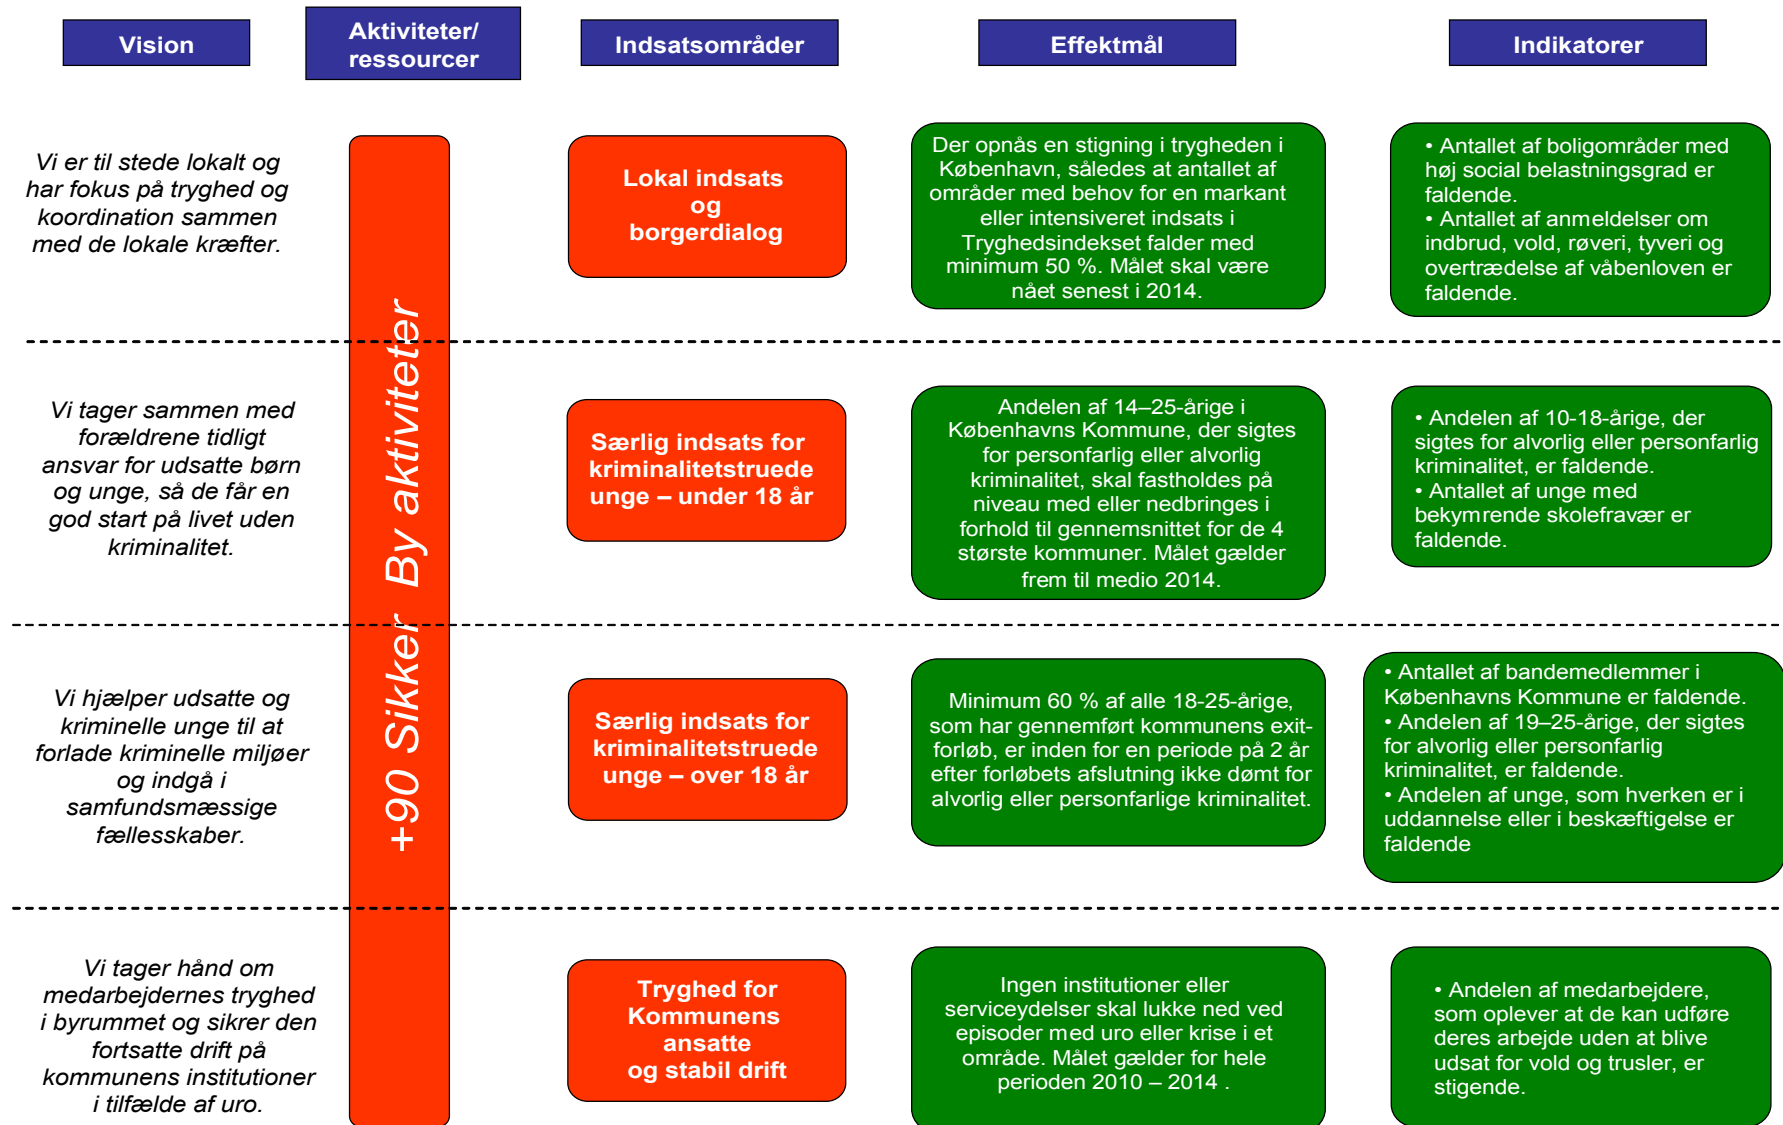 Vision
Aktiviteter/
ressourcer
Indsatsområder
Effektmål
Indikatorer
+90 Sikker By aktiviteter
Vi er til stede lokalt og
har fokus på tryghed og
koordination sammen
med de lokale kræfter.
Lokal indsats
og
borgerdialog
Der opnås en stigning i trygheden i
København, således at antallet af
områder med behov for en markant
eller intensiveret indsats i
Tryghedsindekset falder med
minimum 50 %. Målet skal være
nået senest i 2014.
• Antallet af boligområder med
høj social belastningsgrad er
faldende.
• Antallet af anmeldelser om
indbrud, vold, røveri, tyveri og
overtrædelse af våbenloven er
faldende.
Vi tager sammen med
forældrene tidligt
ansvar for udsatte børn
og unge, så de får en
god start på livet uden
kriminalitet.
Særlig indsats for
kriminalitetstruede
unge – under 18 år
Andelen af 14–25-årige i
Københavns Kommune, der sigtes
for personfarlig eller alvorlig
kriminalitet, skal fastholdes på
niveau med eller nedbringes i
forhold til gennemsnittet for de 4
største kommuner. Målet gælder
frem til medio 2014.
• Andelen af 10-18-årige, der
sigtes for alvorlig eller personfarlig
kriminalitet, er faldende.
• Antallet af unge med
bekymrende skolefravær er
faldende.
Vi hjælper udsatte og
kriminelle unge til at
forlade kriminelle miljøer
og indgå i
samfundsmæssige
fællesskaber.
Særlig indsats for
kriminalitetstruede
unge – over 18 år
Minimum 60 % af alle 18-25-årige,
som har gennemført kommunens exit-
forløb, er inden for en periode på 2 år
efter forløbets afslutning ikke dømt for
alvorlig eller personfarlige kriminalitet.
• Antallet af bandemedlemmer i
Københavns Kommune er faldende.
• Andelen af 19–25-årige, der sigtes
for alvorlig eller personfarlig
kriminalitet, er faldende.
• Andelen af unge, som hverken er i
uddannelse eller i beskæftigelse er
faldende
Vi tager hånd om
medarbejdernes tryghed
i byrummet og sikrer den
fortsatte drift på
kommunens institutioner
i tilfælde af uro.
Tryghed for
Kommunens
ansatte
og stabil drift
Ingen institutioner eller
serviceydelser skal lukke ned ved
episoder med uro eller krise i et
område. Målet gælder for hele
perioden 2010 – 2014 .
• Andelen af medarbejdere,
som oplever at de kan udføre
deres arbejde uden at blive
udsat for vold og trusler, er
stigende.